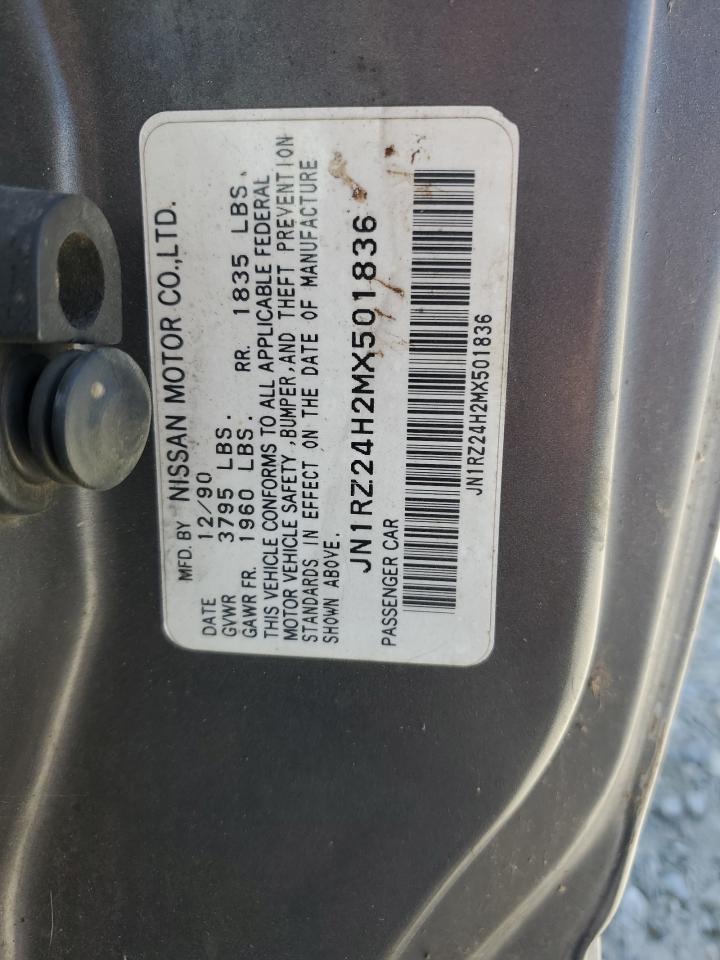 MFD. BY NISSAN MOTOR CO.,LTD.
DATE 12/90
GVWR 3795 LBS.
GAWR FR. 1960 LBS. RR. 1835 LBS.
THIS VEHICLE CONFORMS TO ALL APPLICABLE FEDERAL
MOTOR VEHICLE SAFETY,BUMPER,AND THEFT PREVENTION
STANDARDS IN EFFECT ON THE DATE OF MANUFACTURE
SHOWN ABOVE.
JN1RZ24H2MX501836
PASSENGER CAR
JN1RZ24H2MX501836